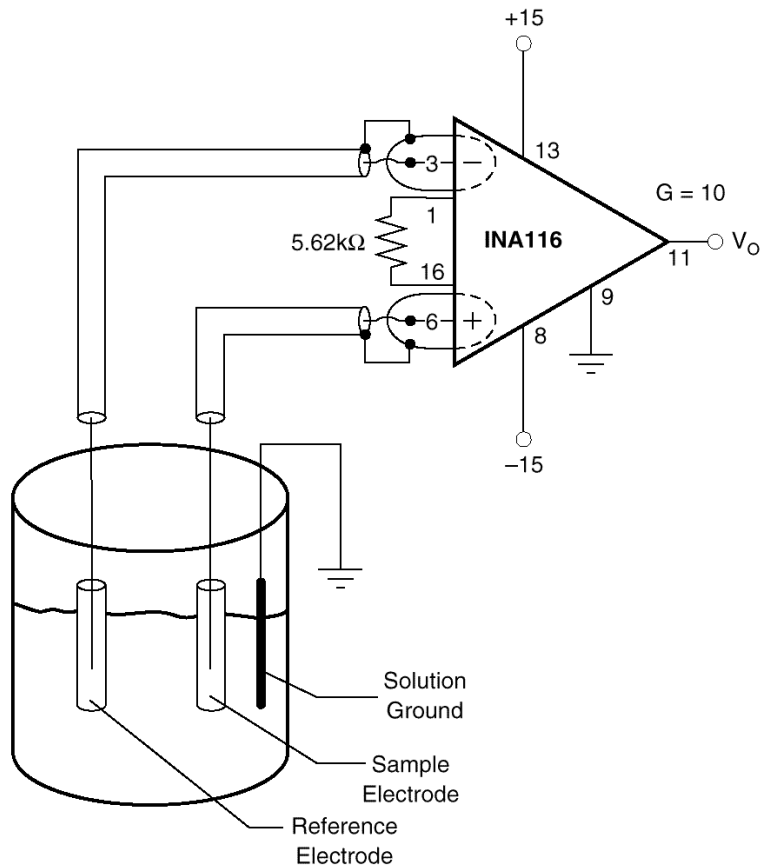 +15
13
3
–
G = 10
1
5.62kΩ
INA116
VO
11
16
9
6
+
8
–15
Solution
Ground
Sample
Electrode
Reference
Electrode